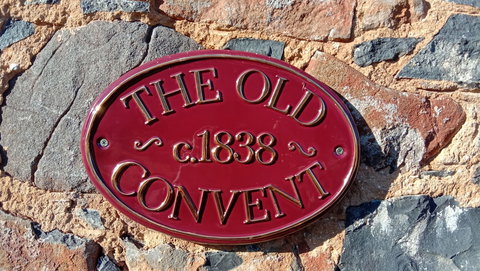 THE OLD
c.1838
CONVENT